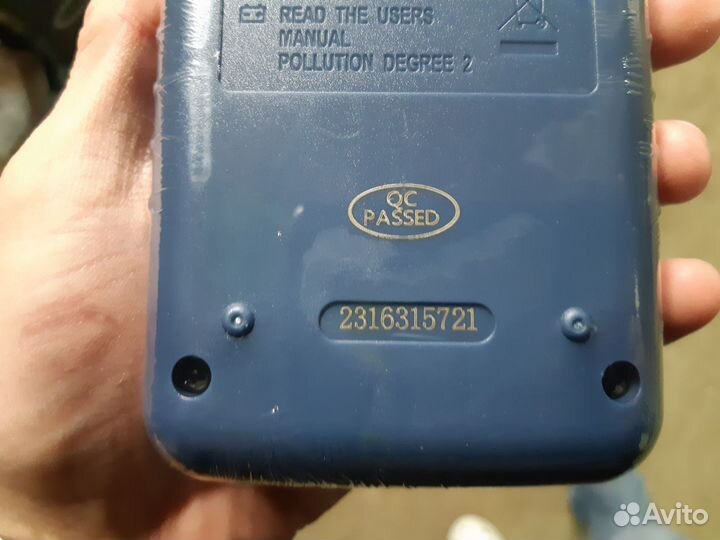 READ THE USERS
MANUAL
POLLUTION DEGREE 2
QC
PASSED
2316315721
Avito